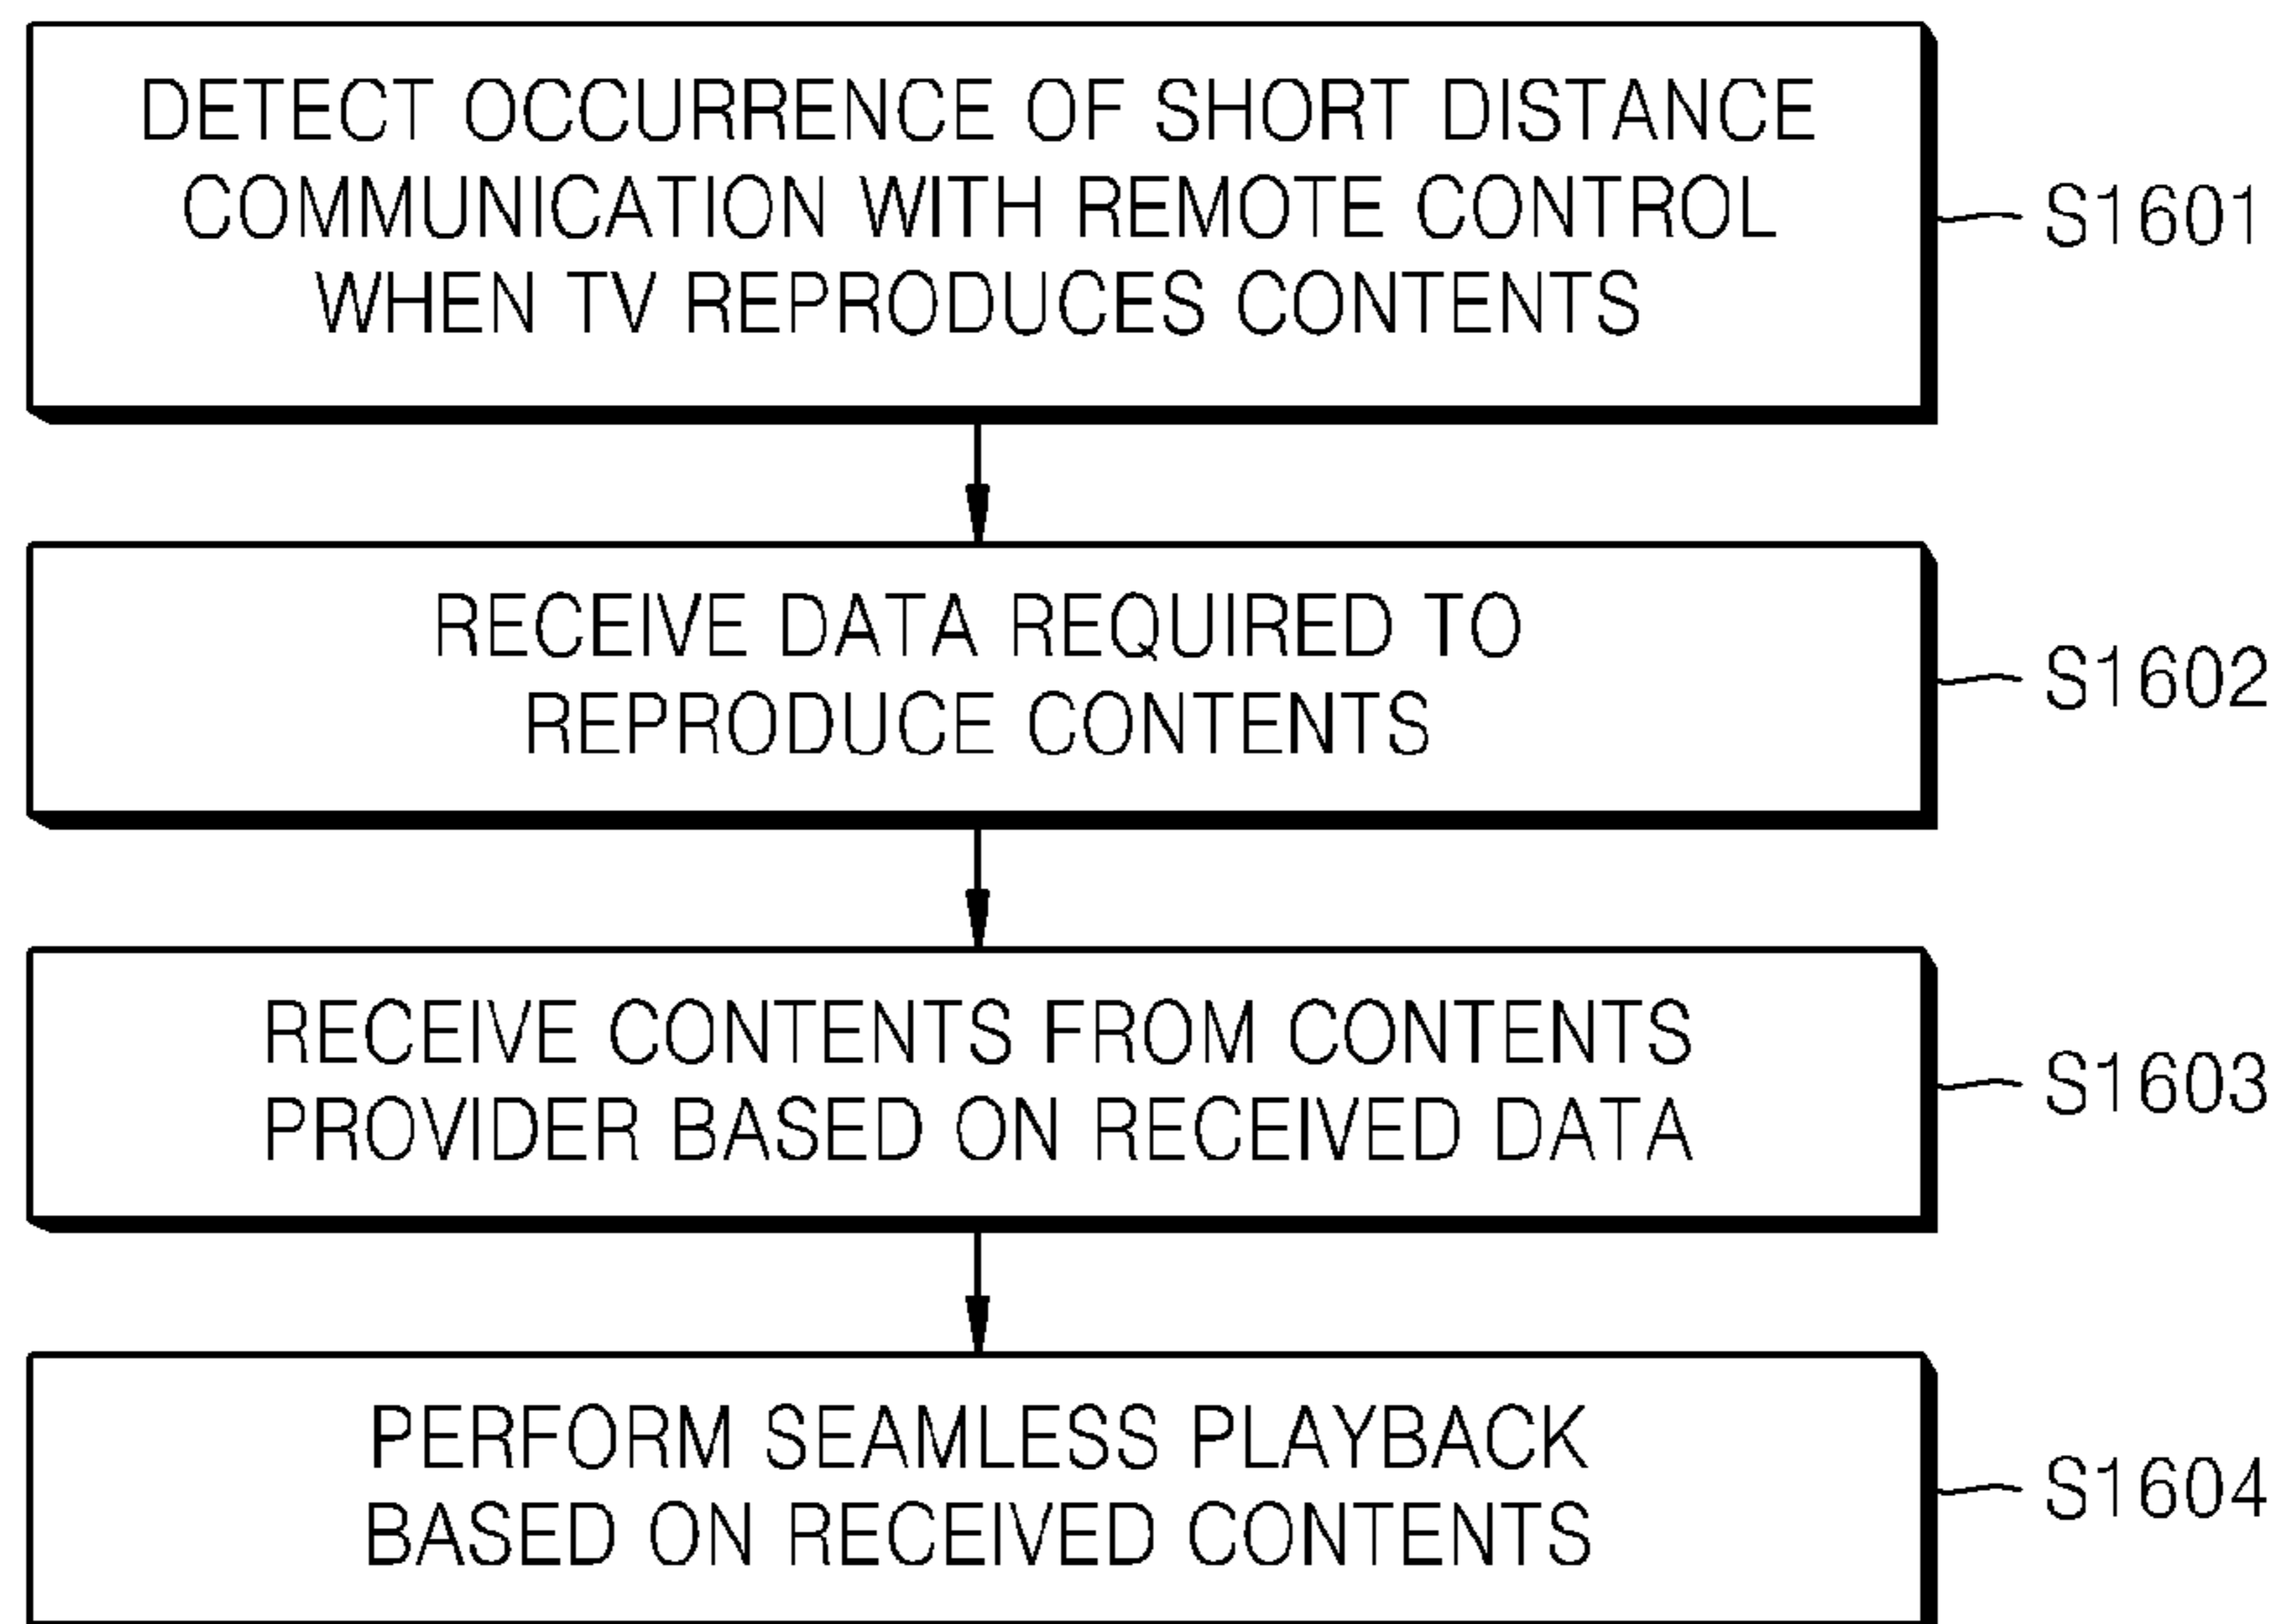 DETECT OCCURRENCE OF SHORT DISTANCE
COMMUNICATION WITH REMOTE CONTROL
WHEN TV REPRODUCES CONTENTS
S1601
RECEIVE DATA REQUIRED TO
REPRODUCE CONTENTS
S1602
RECEIVE CONTENTS FROM CONTENTS
PROVIDER BASED ON RECEIVED DATA
S1603
PERFORM SEAMLESS PLAYBACK
BASED ON RECEIVED CONTENTS
S1604